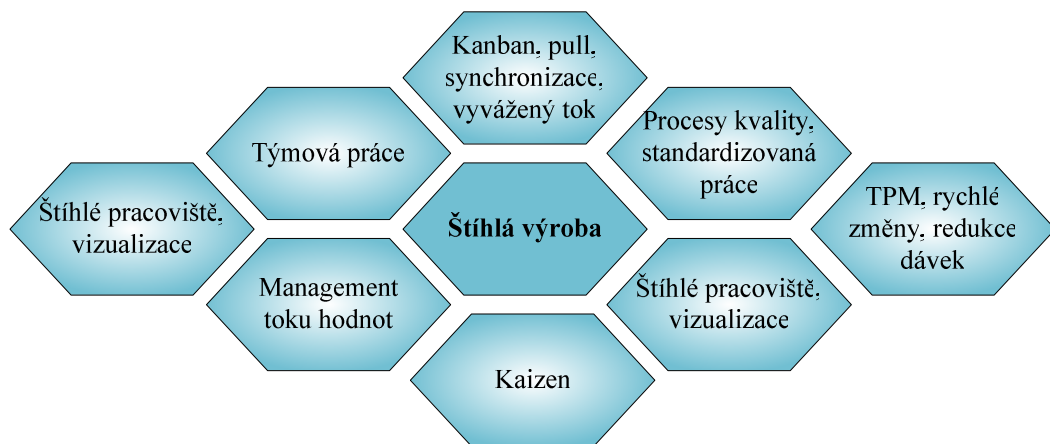 Kanban, pull,
synchronizace,
vyvážený tok
Týmová práce
Procesy kvality,
standardizovaná
práce
Štíhlé pracoviště,
vizualizace
Štíhlá výroba
TPM, rychlé
změny, redukce
dávek
Management
toku hodnot
Štíhlé pracoviště,
vizualizace
Kaizen